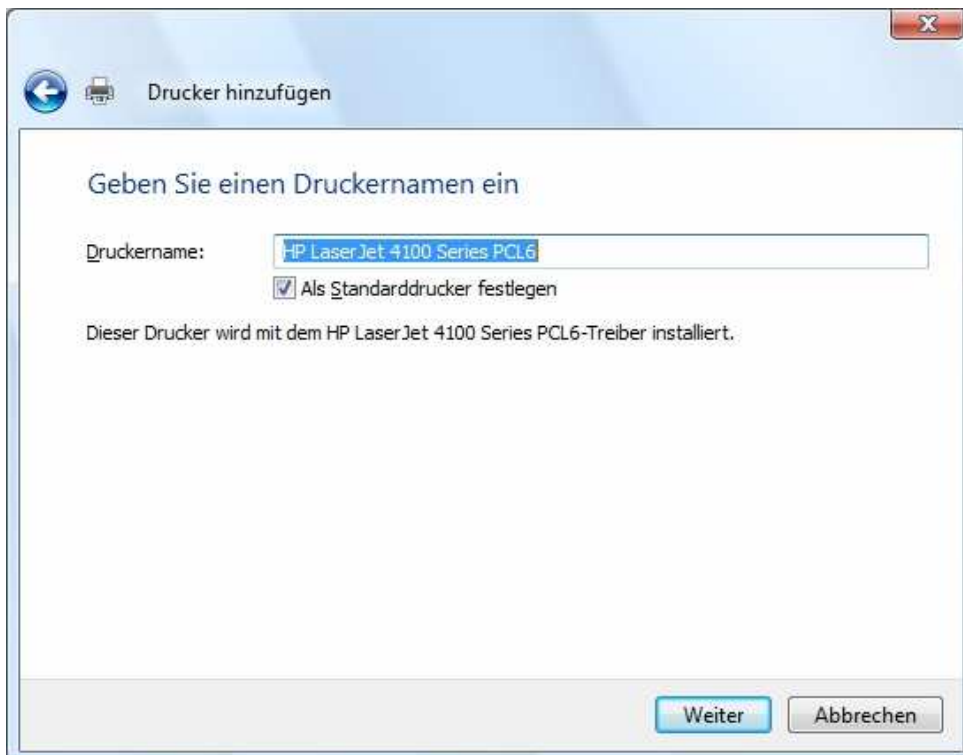 Drucker hinzufügen
Geben Sie einen Druckernamen ein
Druckername: HP LaserJet 4100 Series PCL6
Als Standarddrucker festlegen
Dieser Drucker wird mit dem HP LaserJet 4100 Series PCL6-Treiber installiert.
Weiter Abbrechen